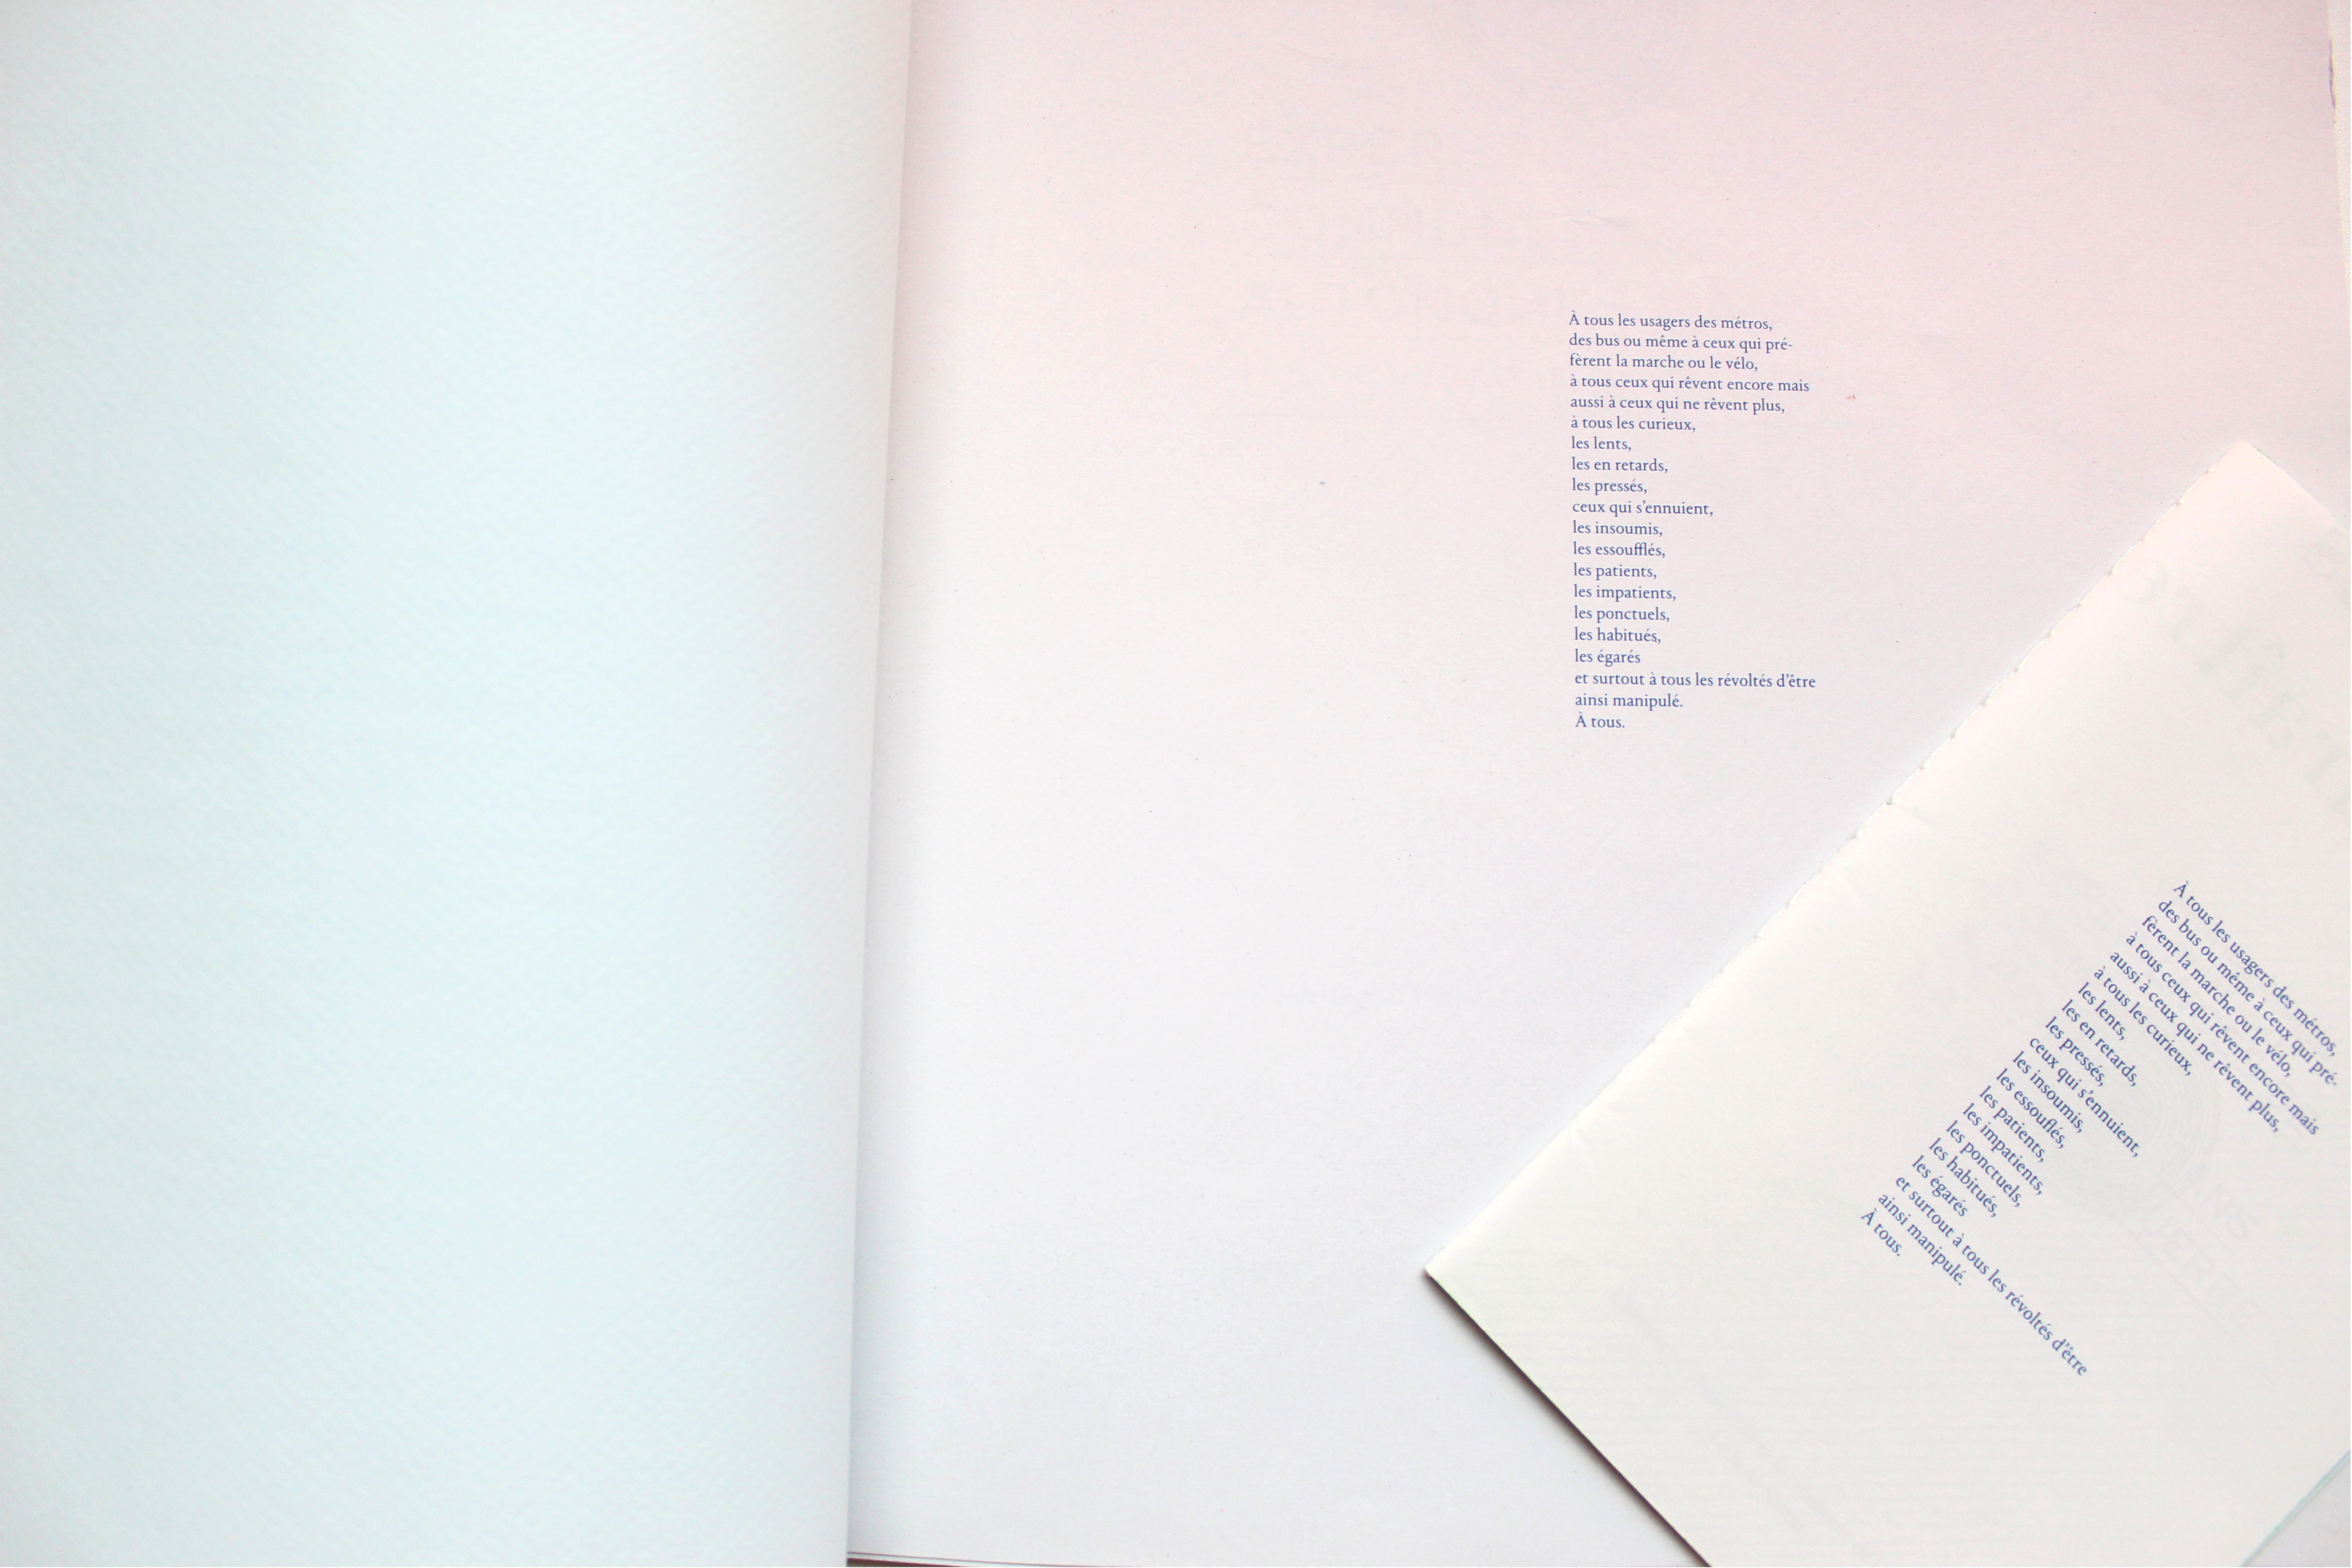 À tous les usagers des métros,
des bus ou même à ceux qui pré-
fèrent la marche ou le vélo,
à tous ceux qui rêvent encore mais
aussi à ceux qui ne rêvent plus,
à tous les curieux,
les lents,
les en retards,
les pressés,
ceux qui s'ennuient,
les insoumis,
les essoufflés,
les patients,
les impatients,
les ponctuels,
les habitués,
les égarés
et surtout à tous les révoltés d'être
ainsi manipulé.
À tous.
À tous les usagers des métros,
des bus ou même à ceux qui pré-
fèrent la marche ou le vélo,
à tous ceux qui rêvent encore mais
aussi à ceux qui ne rêvent plus,
à tous les curieux,
les lents,
les en retards,
les pressés,
ceux qui s'ennuient,
les insoumis,
les essouflés,
les patients,
les impatients,
les ponctuels,
les habitués,
les égarés
et surtout à tous les révoltés d'être
ainsi manipulé.
À tous.